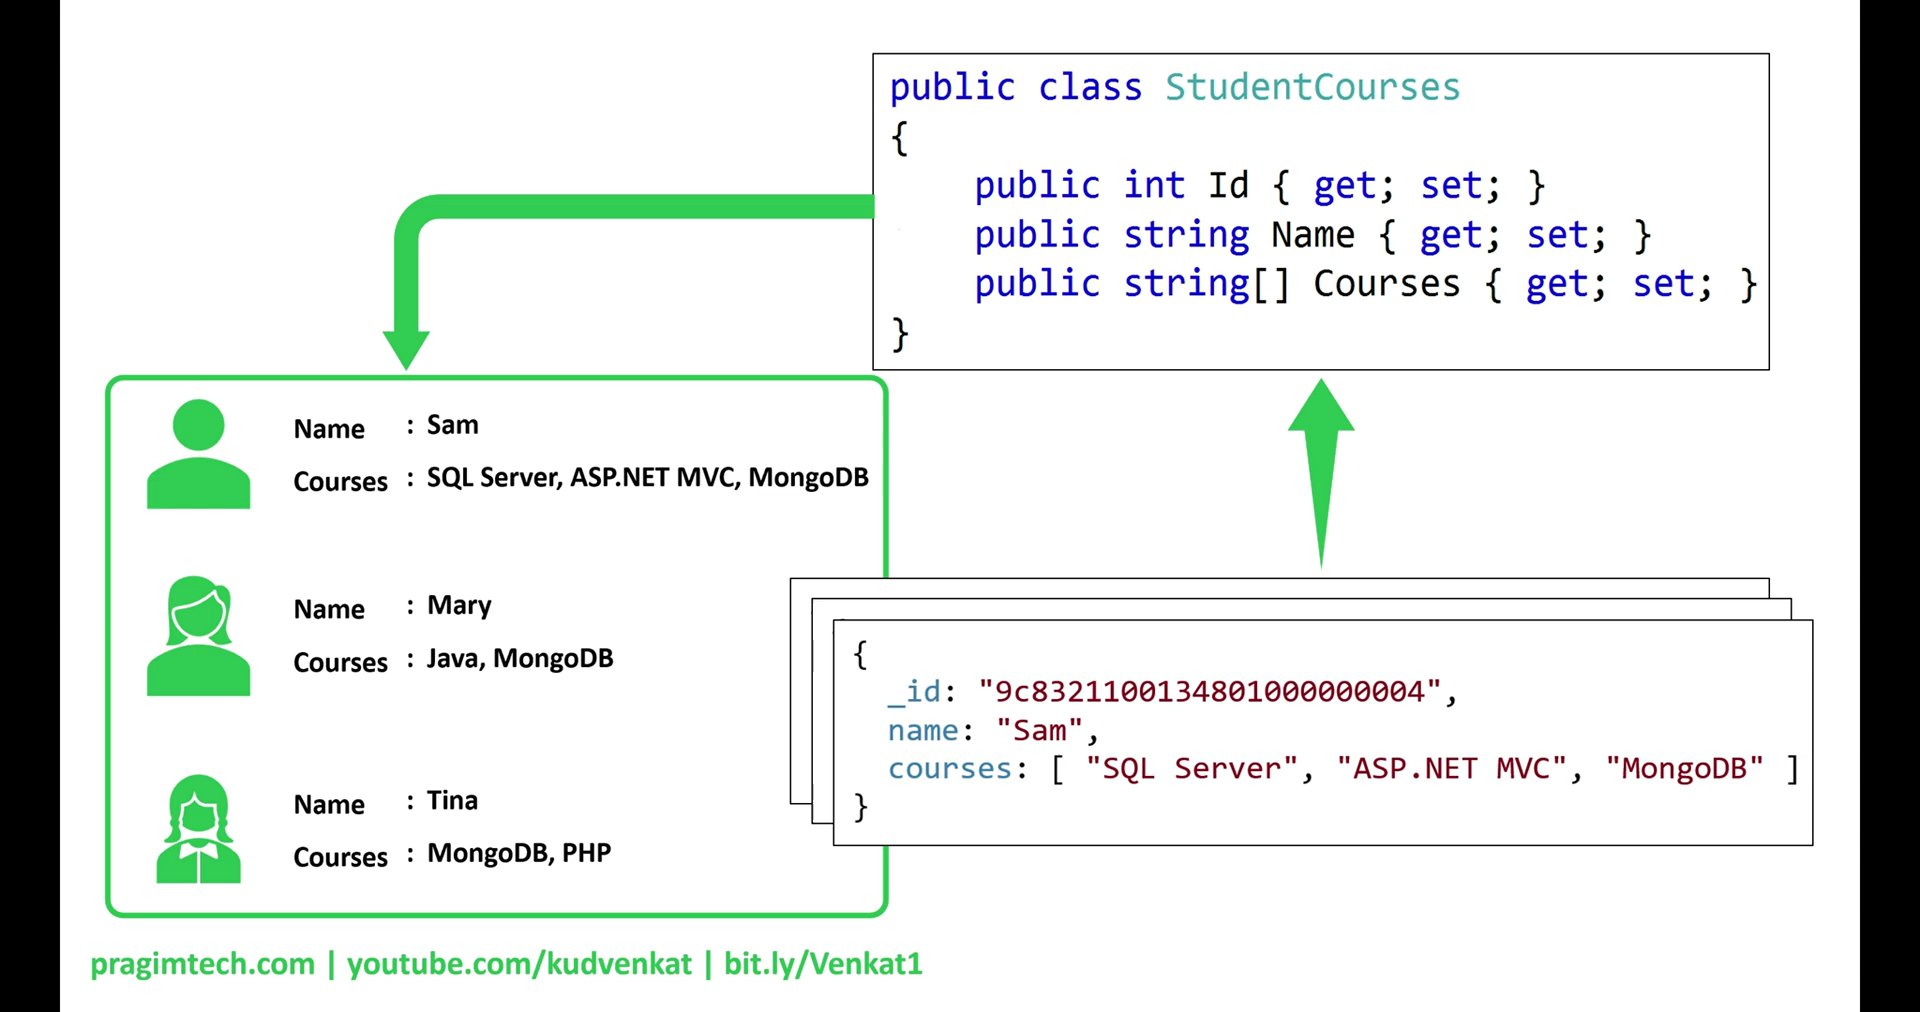 public class StudentCourses
{
public int Id { get; set; }
public string Name { get; set; }
public string[] Courses { get; set; }
}
Name : Sam
Courses : SQL Server, ASP.NET MVC, MongoDB
Name : Mary
Courses : Java, MongoDB
Name : Tina
Courses : MongoDB, PHP
{
_id: "9c8321100134801000000004",
name: "Sam",
courses: [ "SQL Server", "ASP.NET MVC", "MongoDB" ]
}
pragimtech.com | youtube.com/kudvenkat | bit.ly/Venkat1